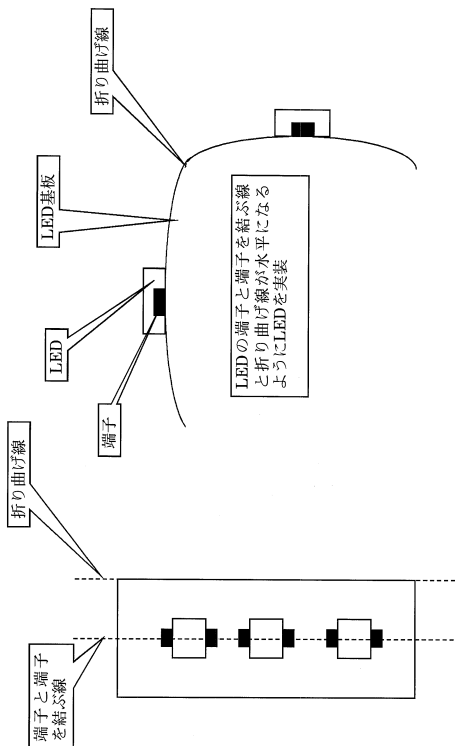 端子と端子
を結ぶ線
折り曲げ線
端子
LED
LED基板
折り曲げ線
LEDの端子と端子を結ぶ線
と折り曲げ線が水平になる
ようにLEDを実装